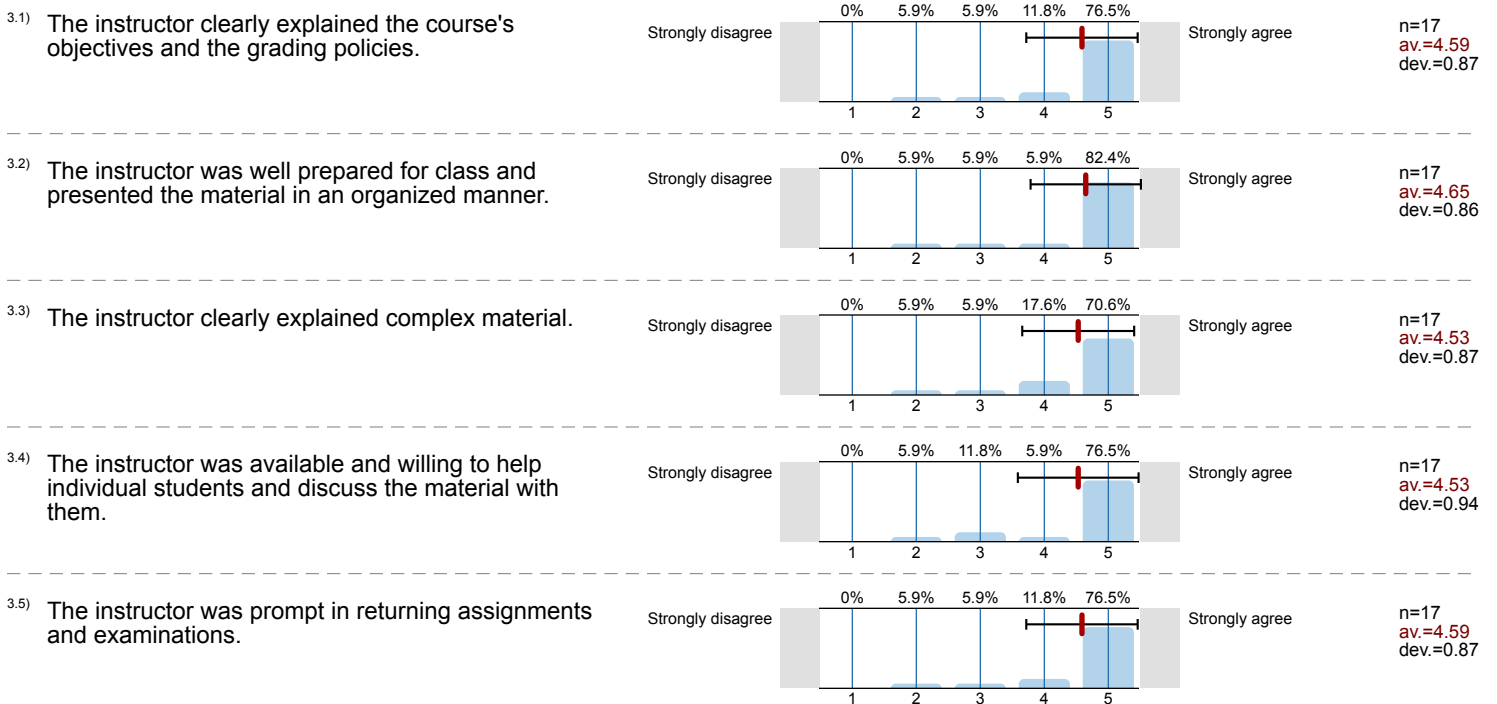 3.1) The instructor clearly explained the course's
objectives and the grading policies.
Strongly disagree
0% 5.9% 5.9% 11.8% 76.5%
1 2 3 4 5
Strongly agree
n=17
av.=4.59
dev.=0.87
3.2) The instructor was well prepared for class and
presented the material in an organized manner.
Strongly disagree
0% 5.9% 5.9% 5.9% 82.4%
1 2 3 4 5
Strongly agree
n=17
av.=4.65
dev.=0.86
3.3) The instructor clearly explained complex material.
Strongly disagree
0% 5.9% 5.9% 17.6% 70.6%
1 2 3 4 5
Strongly agree
n=17
av.=4.53
dev.=0.87
3.4) The instructor was available and willing to help
individual students and discuss the material with
them.
Strongly disagree
0% 5.9% 11.8% 5.9% 76.5%
1 2 3 4 5
Strongly agree
n=17
av.=4.53
dev.=0.94
3.5) The instructor was prompt in returning assignments
and examinations.
Strongly disagree
0% 5.9% 5.9% 11.8% 76.5%
1 2 3 4 5
Strongly agree
n=17
av.=4.59
dev.=0.87